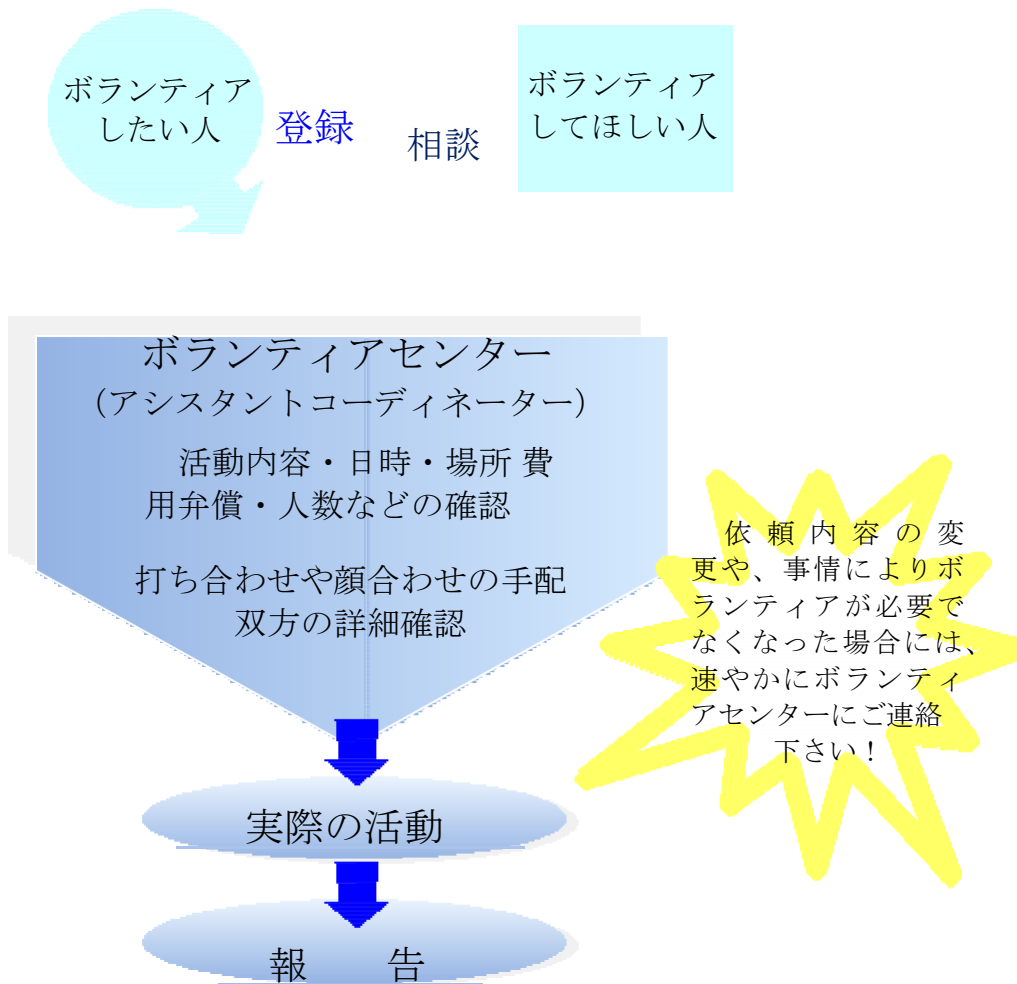 ボランティア
したい人
登録
相談
ボランティア
してほしい人
ボランティアセンター
（アシスタントコーディネーター）
活動内容・日時・場所 費
用弁償・人数などの確認
打ち合わせや顔合わせの手配
双方の詳細確認
依頼内容の変
更や、事情によりボ
ランティアが必要で
なくなった場合には、
速やかにボランティ
アセンターにご連絡
下さい！
実際の活動
報　　告